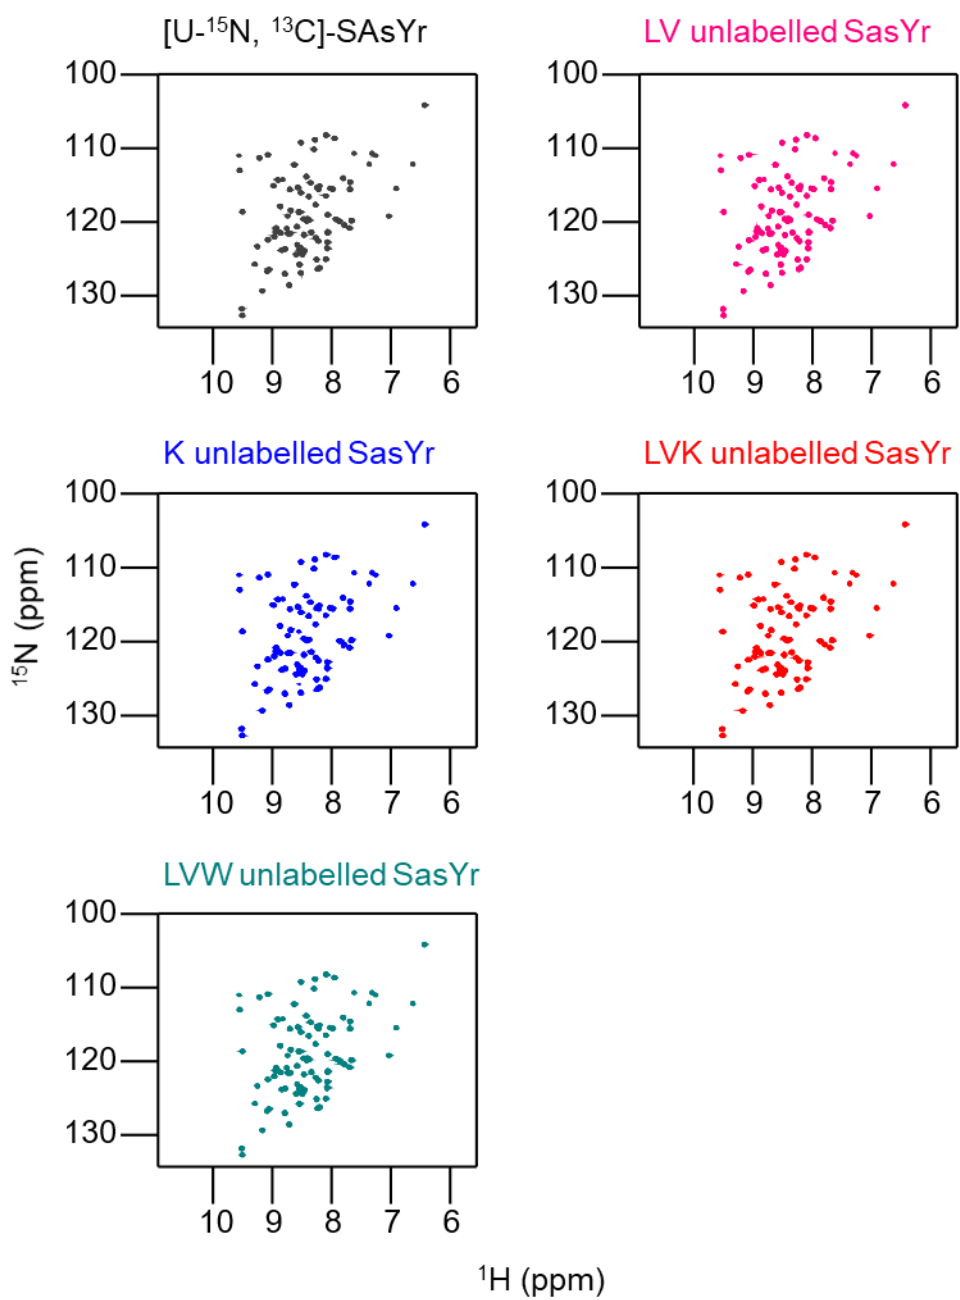 [U-¹⁵N, ¹³C]-SAsYr
LV unlabelled SasYr
100
110
120
130
10 9 8 7 6
100
110
120
130
10 9 8 7 6
K unlabelled SasYr
LVK unlabelled SasYr
100
110
120
130
10 9 8 7 6
100
110
120
130
10 9 8 7 6
¹⁵N (ppm)
LVW unlabelled SasYr
100
110
120
130
10 9 8 7 6
¹H (ppm)